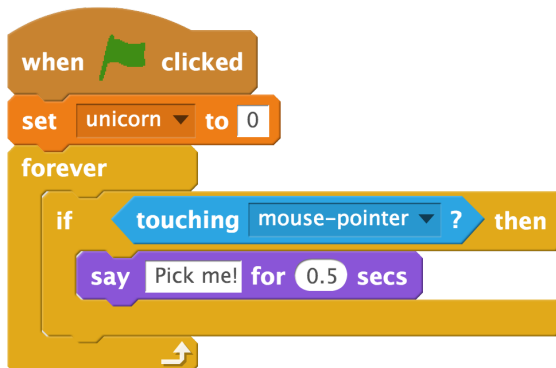 when clicked
set unicorn to 0
forever
if touching mouse-pointer ? then
say Pick me! for 0.5 secs